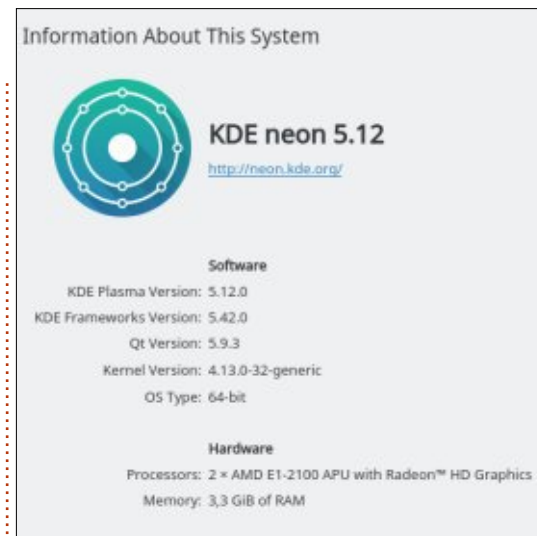 Information About This System
KDE neon 5.12
http://neon.kde.org/
Software
KDE Plasma Version: 5.12.0
KDE Frameworks Version: 5.42.0
Qt Version: 5.9.3
Kernel Version: 4.13.0-32-generic
OS Type: 64-bit
Hardware
Processors: 2 × AMD E1-2100 APU with Radeon™ HD Graphics
Memory: 3,3 GiB of RAM